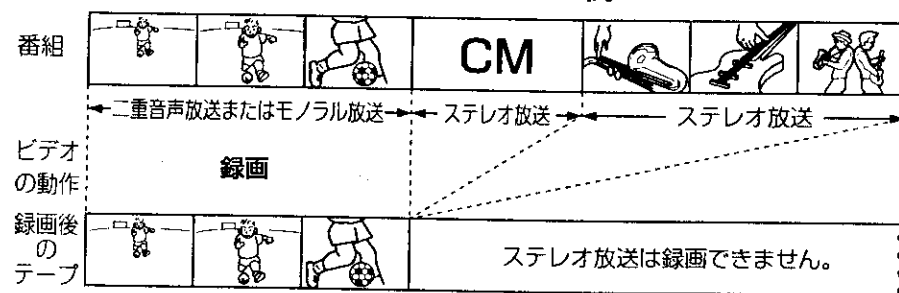 番組
CM
二重音声放送またはモノラル放送
ステレオ放送
ステレオ放送
ビデオ
の動作
録画
録画後
の
テープ
ステレオ放送は録画できません。